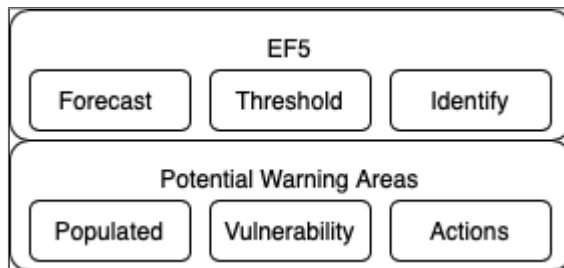 EF5
Forecast Threshold Identify
Potential Warning Areas
Populated Vulnerability Actions